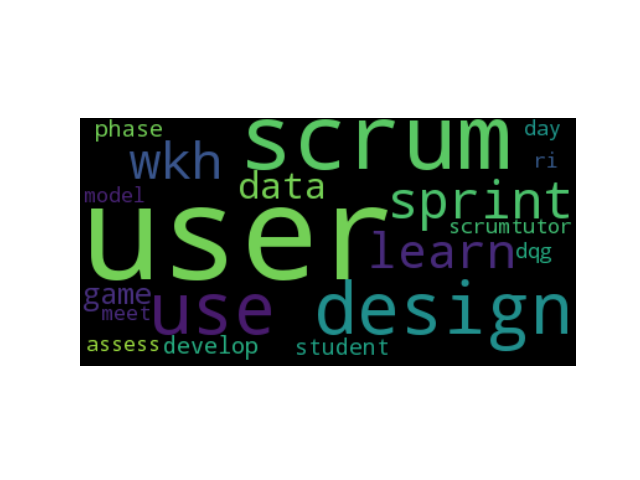 phase scrum day
wkh ri
data
model sprint
user scrumtutor
learn dqg
game
meet use design
assess develop student